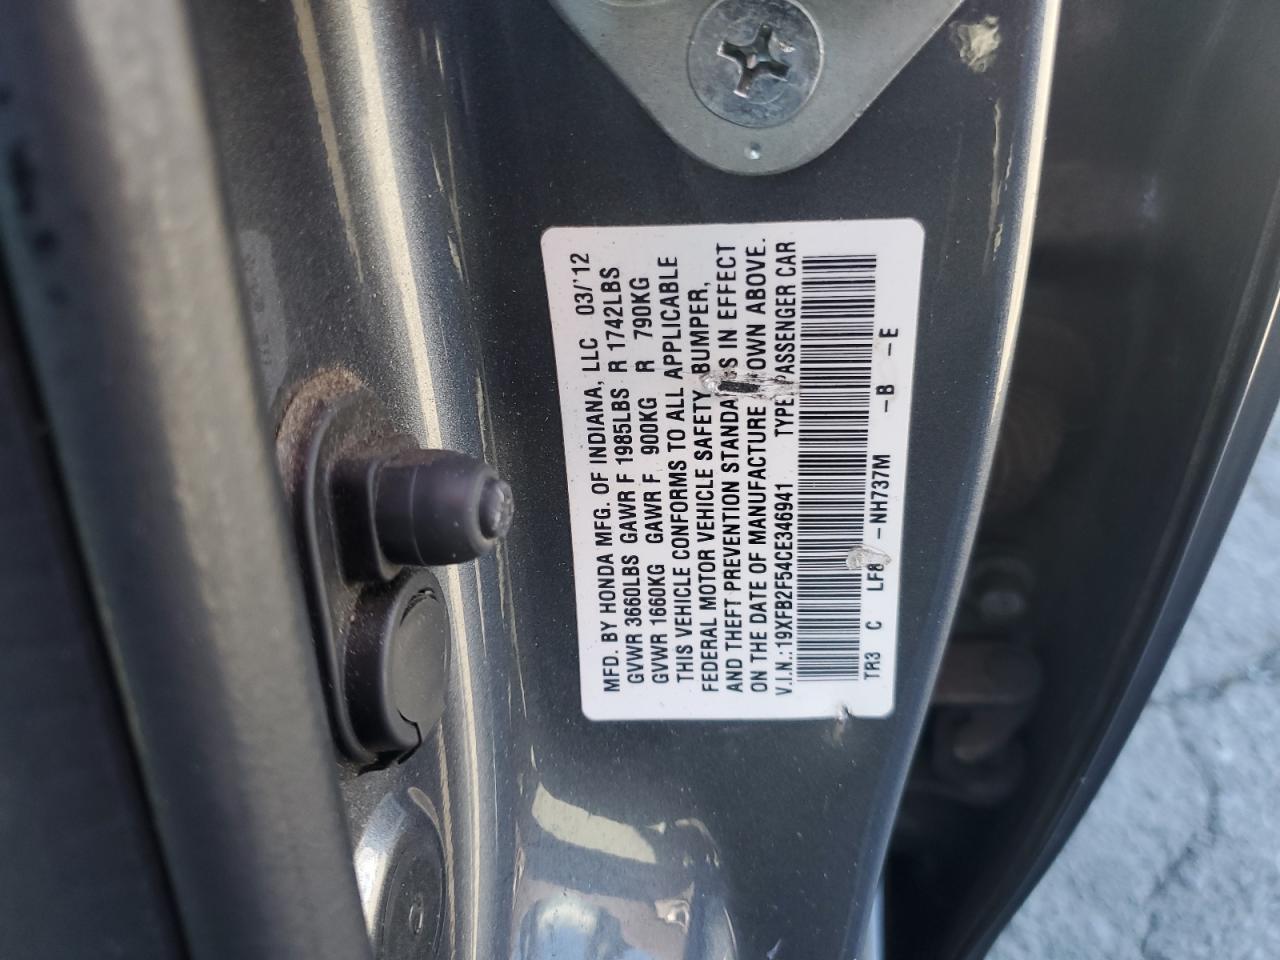 MFD. BY HONDA MFG. OF INDIANA, LLC 03/'12
GVWR 3660LBS GAWR F 1985LBS R 1742LBS
GVWR 1660KG GAWR F 900KG R 790KG
THIS VEHICLE CONFORMS TO ALL APPLICABLE
FEDERAL MOTOR VEHICLE SAFETY, BUMPER,
AND THEFT PREVENTION STANDA S IN EFFECT
ON THE DATE OF MANUFACTURE OWN ABOVE.
V.I.N.: 19XFB2F54CE346941 TYPE PASSENGER CAR
TR3 C LF8 -NH737M -B -E